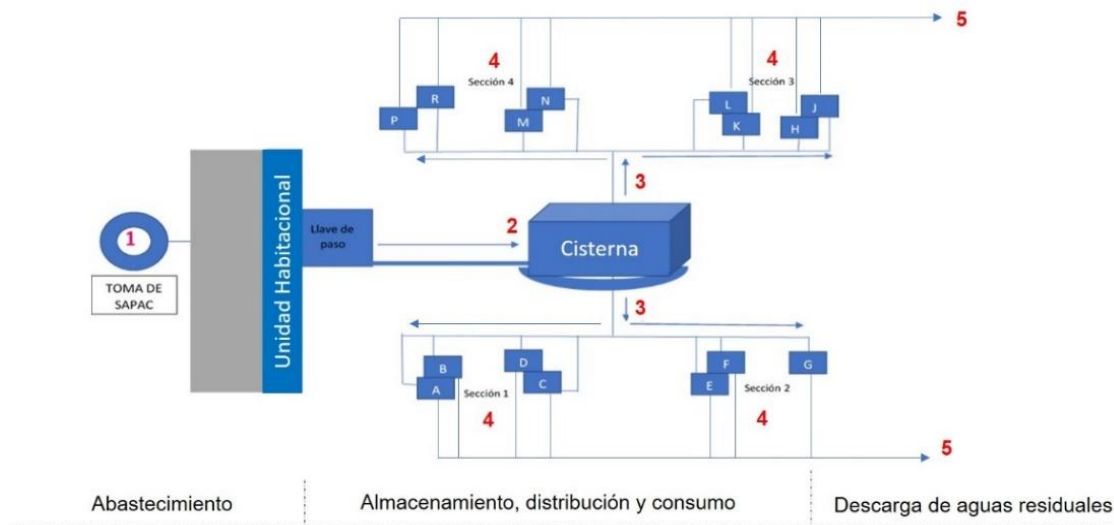 5
4
4
Sección 4
Sección 3
R
N
L
J
P
M
K
H
3
Unidad Habitacional
Llave de
paso
2
1
Cisterna
TOMA DE
SAPAC
3
B
D
F
G
A
C
E
Sección 1
Sección 2
4
4
5
Abastecimiento
Almacenamiento, distribución y consumo
Descarga de aguas residuales